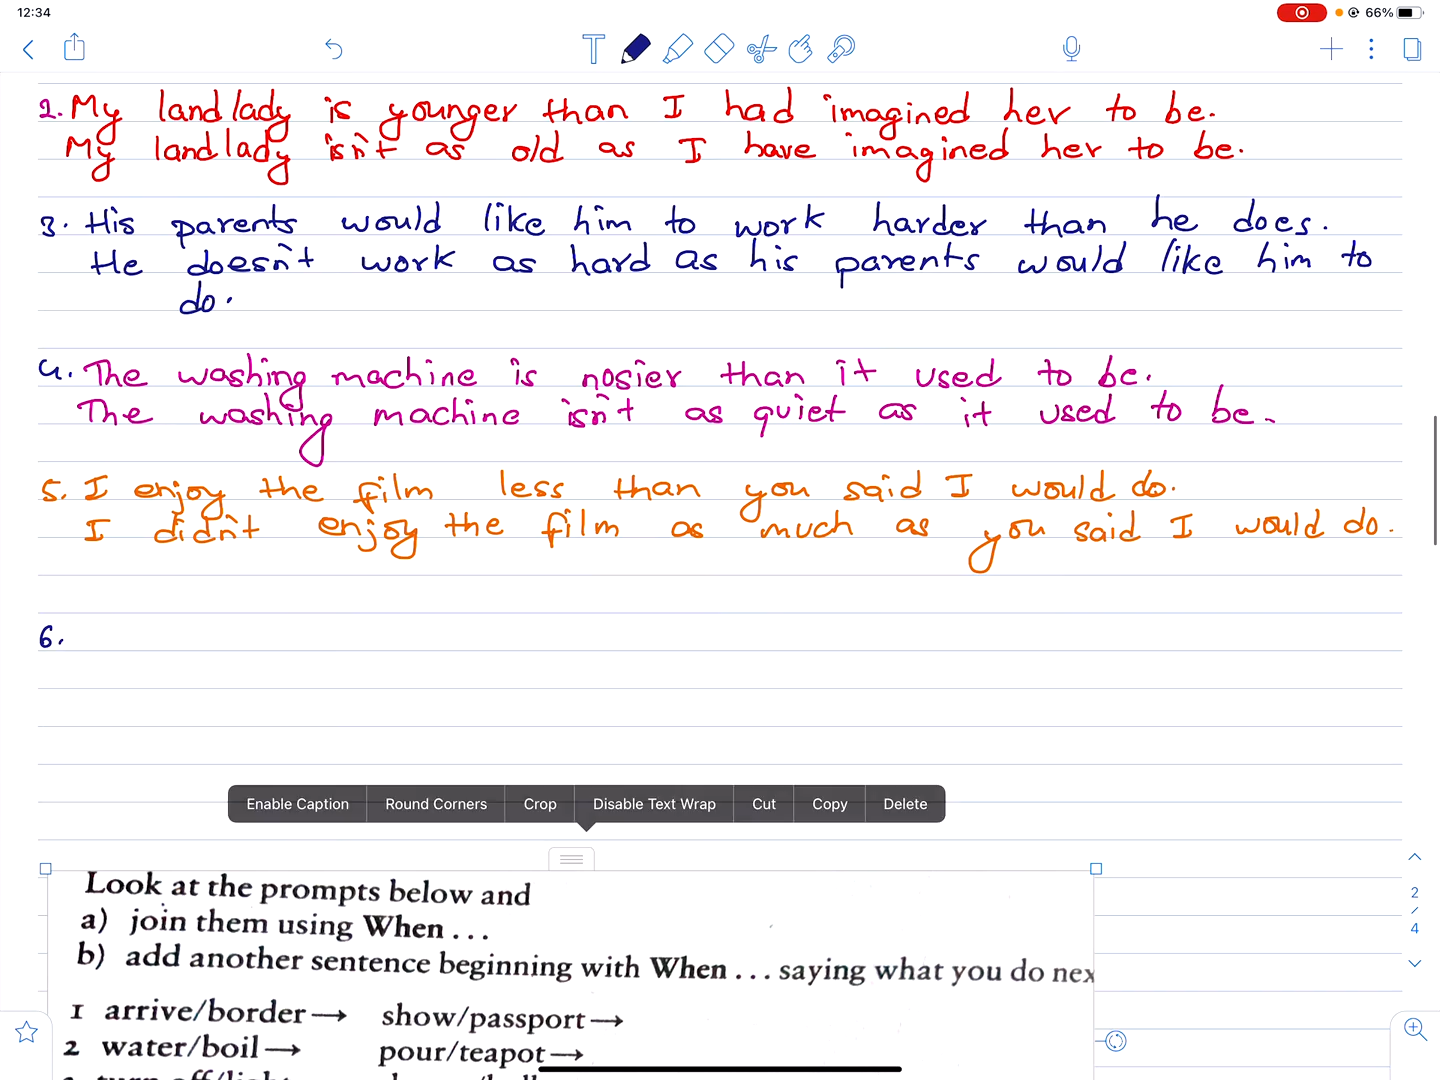 12:34
66%
2. My landlady is younger than I had imagined her to be.
My landlady isn't as old as I have imagined her to be.
3. His parents would like him to work harder than he does.
He doesn't work as hard as his parents would like him to
do.
4. The washing machine is nosier than it used to be.
The washing machine isn't as quiet as it used to be.
5. I enjoy the film less than you said I would do.
I didn't enjoy the film as much as you said I would do.
6.
Enable Caption Round Corners Crop Disable Text Wrap Cut Copy Delete
Look at the prompts below and
a) join them using When ...
b) add another sentence beginning with When ... saying what you do nex
1 arrive/border→ show/passport→
2 water/boil→ pour/teapot→
2
/
4